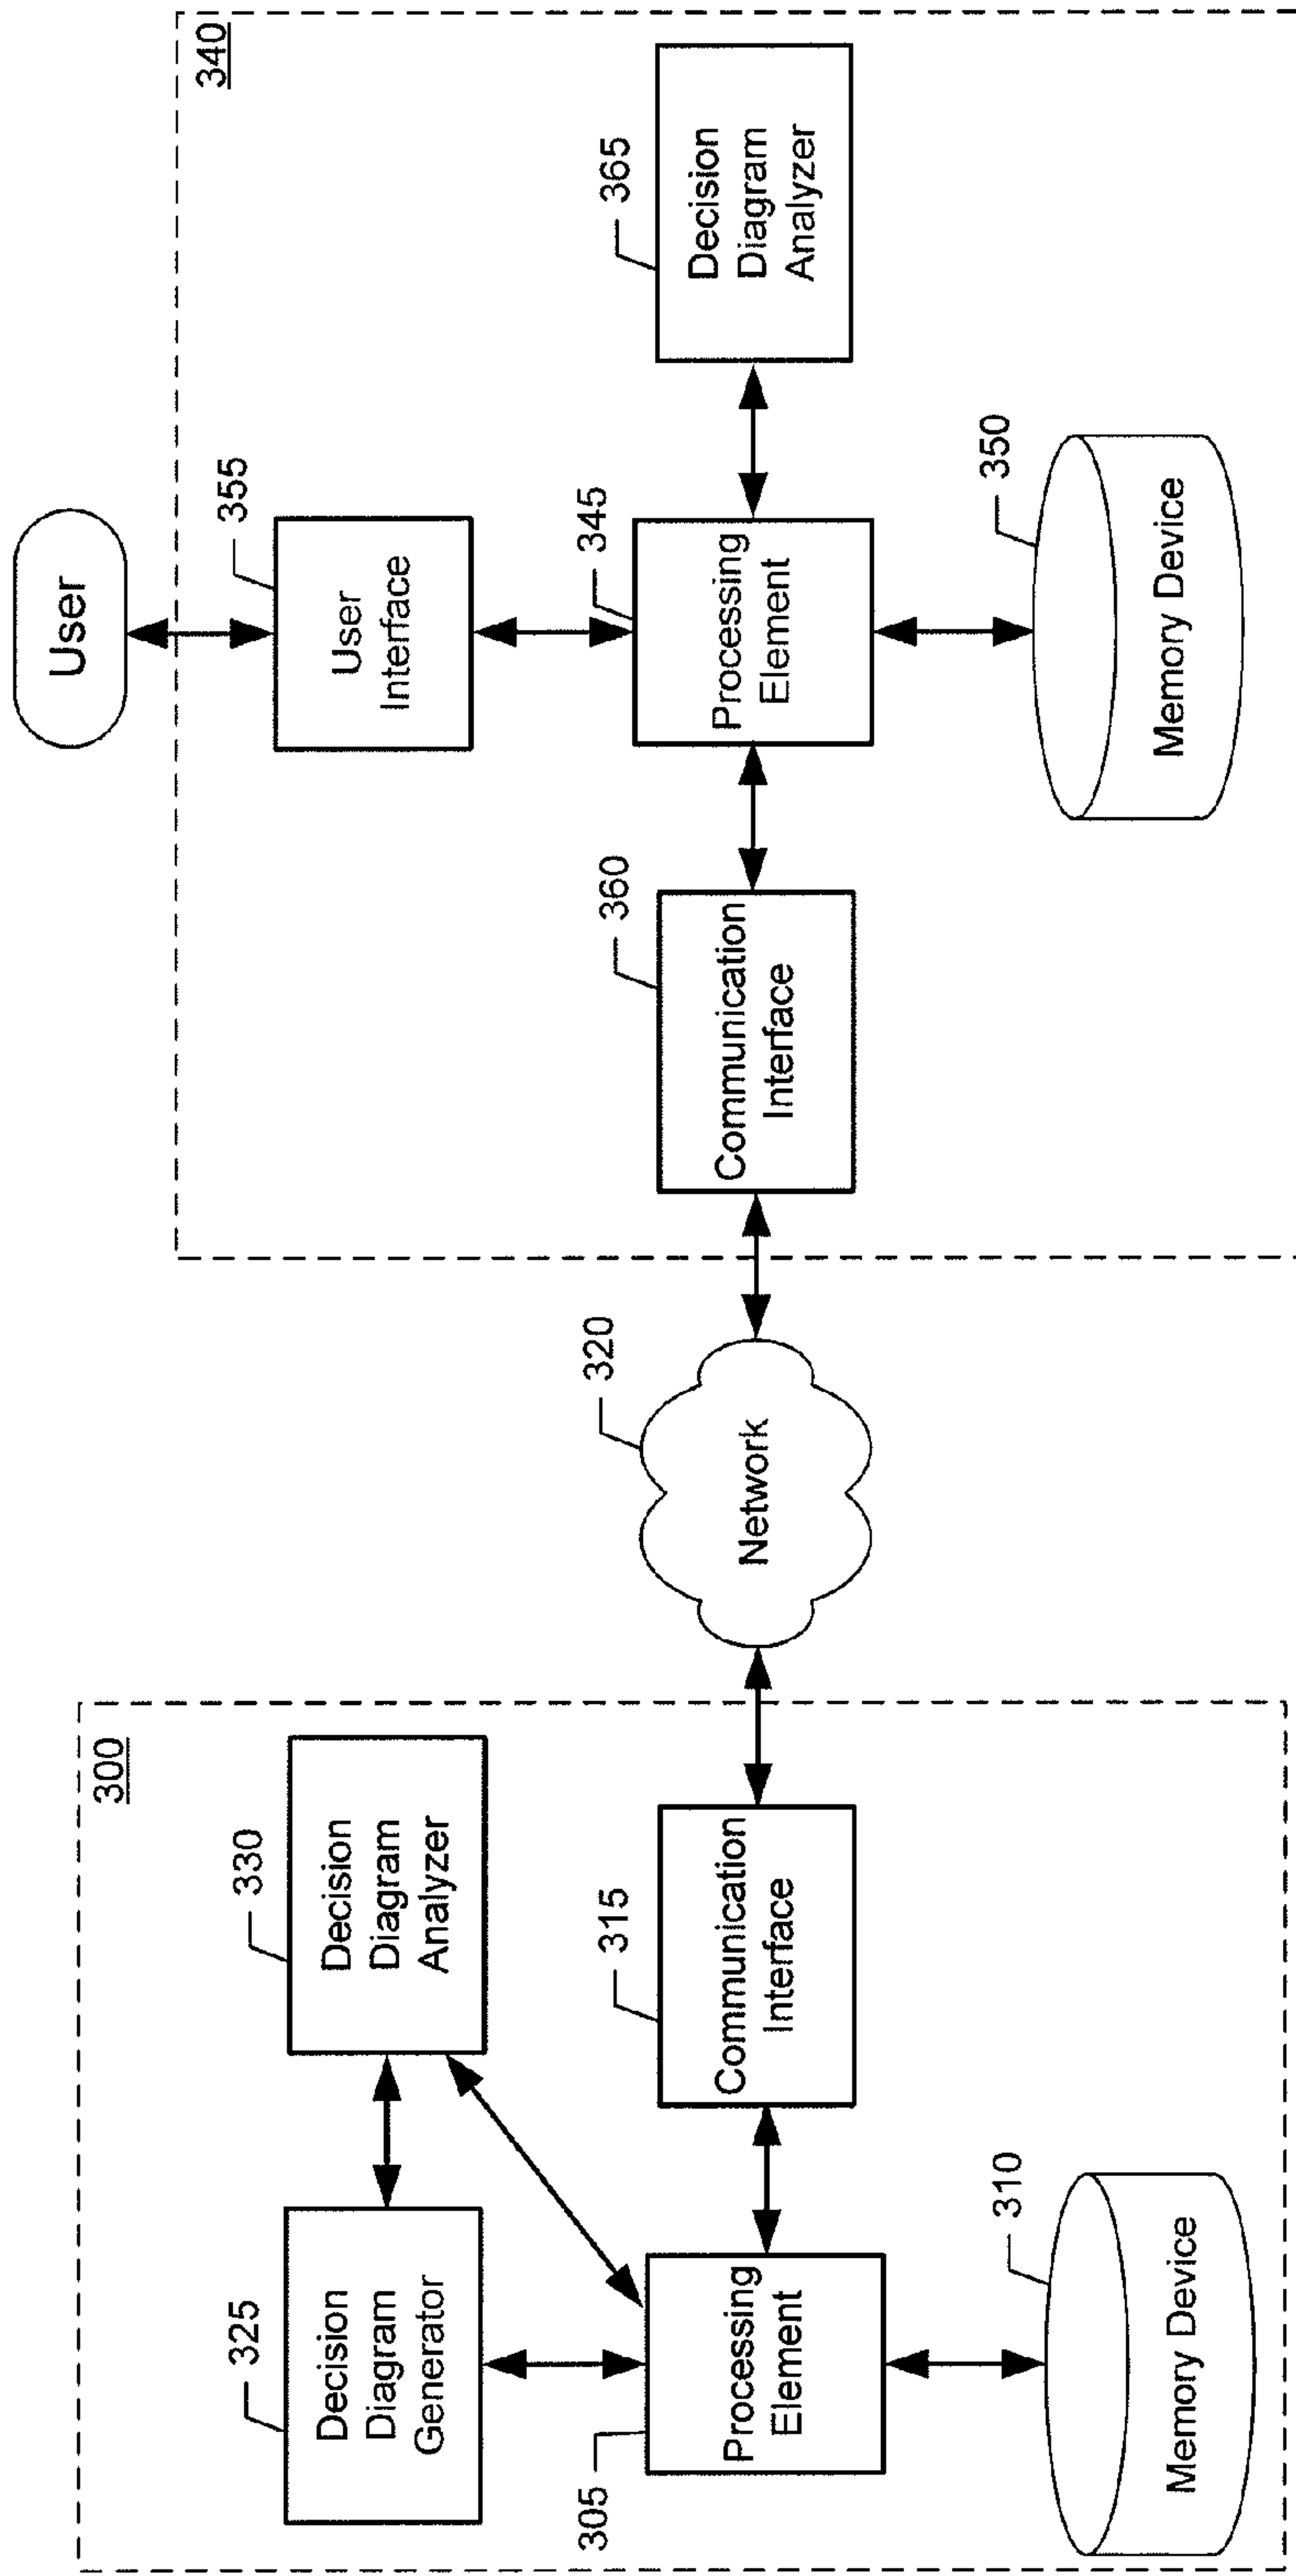 300
325
Decision
Diagram
Generator
330
Decision
Diagram
Analyzer
305
Processing
Element
315
Communication
Interface
310
Memory Device
320
Network
User
340
355
User
Interface
360
Communication
Interface
345
Processing
Element
365
Decision
Diagram
Analyzer
350
Memory Device